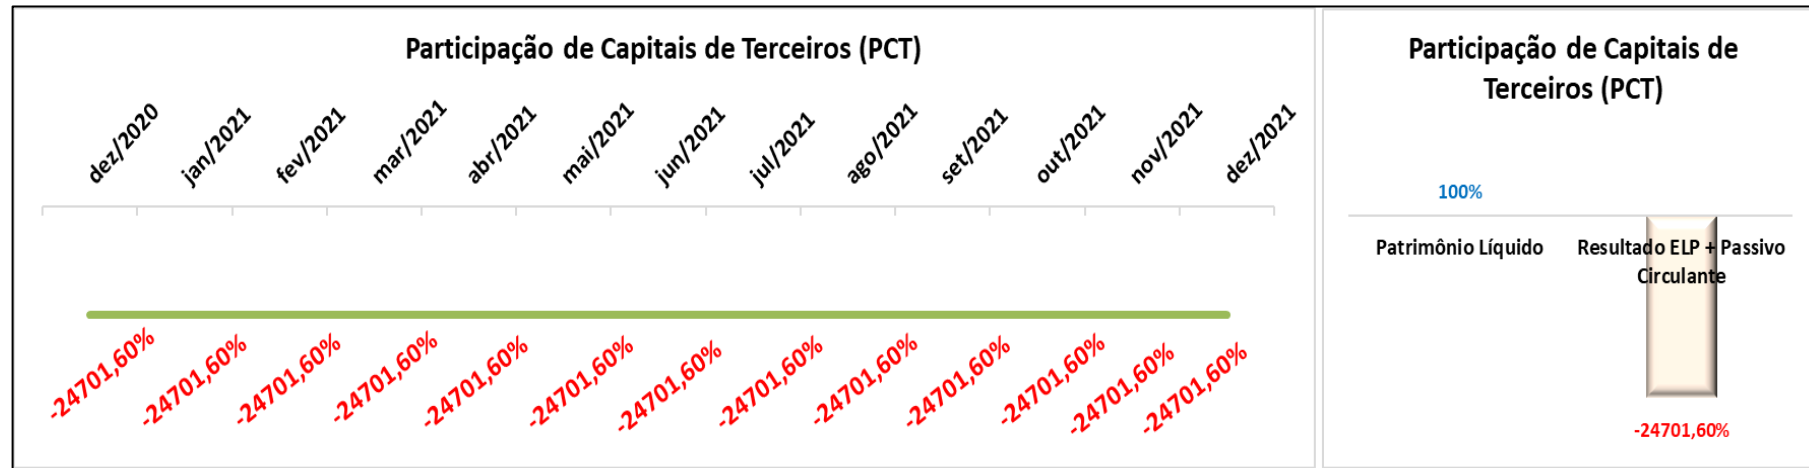 Participação de Capitais de Terceiros (PCT)
dez/2020
jan/2021
fev/2021
mar/2021
abr/2021
mai/2021
jun/2021
jul/2021
ago/2021
set/2021
out/2021
nov/2021
dez/2021
-24701,60%
-24701,60%
-24701,60%
-24701,60%
-24701,60%
-24701,60%
-24701,60%
-24701,60%
-24701,60%
-24701,60%
-24701,60%
-24701,60%
-24701,60%
Participação de Capitais de
Terceiros (PCT)
100%
Patrimônio Líquido
Resultado ELP + Passivo
Circulante
-24701,60%